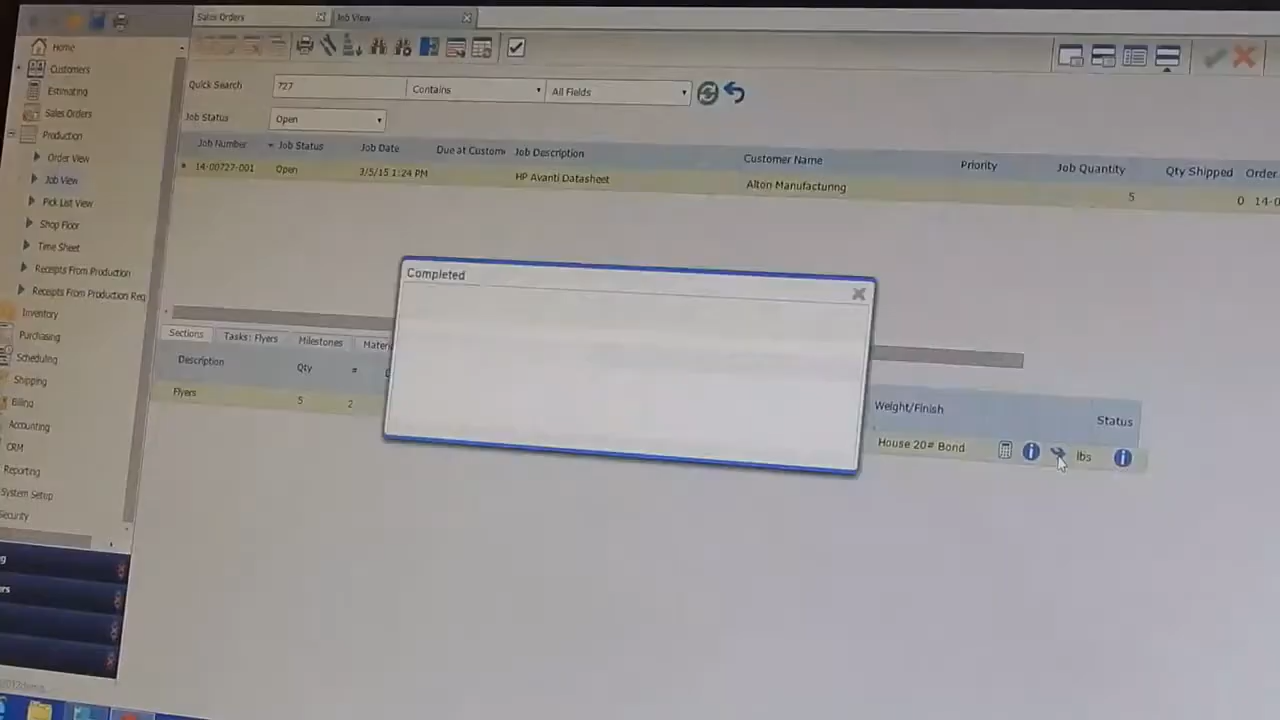 Sales Orders
Job View
Home
Customers
Estimating
Sales Orders
Production
Order View
Job View
Pick List View
Shop Floor
Time Sheet
Receipts From Production
Receipts From Production Req
Inventory
Purchasing
Scheduling
Shipping
Billing
Accounting
CRM
Reporting
System Setup
Security
Quick Search
727
Contains
All Fields
Job Status
Open
Job Number
Job Status
Job Date
Due at Custom
Job Description
Customer Name
Priority
Job Quantity
Qty Shipped
Order
14-00727-001
Open
3/5/15 1:24 PM
HP Avanti Datasheet
Alton Manufacturing
5
0
14-0
Completed
Sections
Tasks: Flyers
Milestones
Materi
Description
Qty
#
Weight/Finish
Status
Flyers
5
2
House 20# Bond
lbs